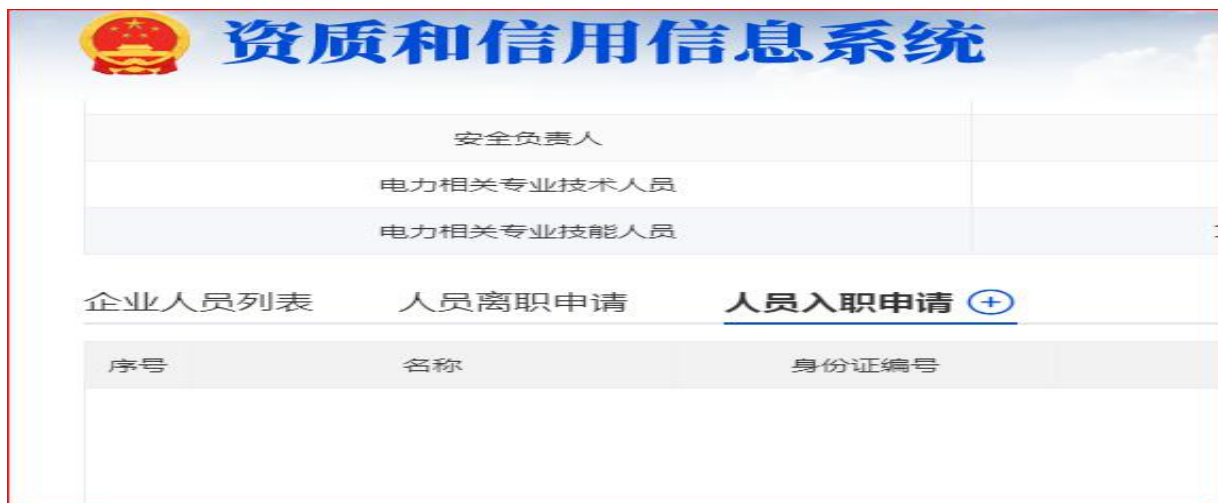 资质和信用信息系统
安全负责人
电力相关专业技术人员
电力相关专业技能人员
企业人员列表 人员离职申请 人员入职申请
序号 名称 身份证编号